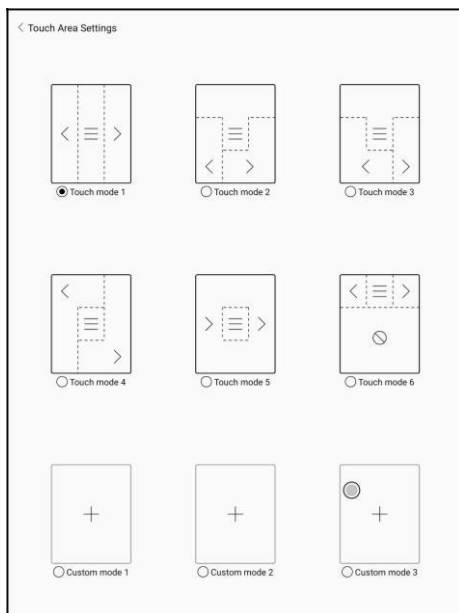 Touch Area Settings
Touch mode 1
Touch mode 2
Touch mode 3
Touch mode 4
Touch mode 5
Touch mode 6
Custom mode 1
Custom mode 2
Custom mode 3